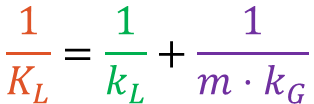 1/K_L = 1/k_L + 1/(m · k_G)